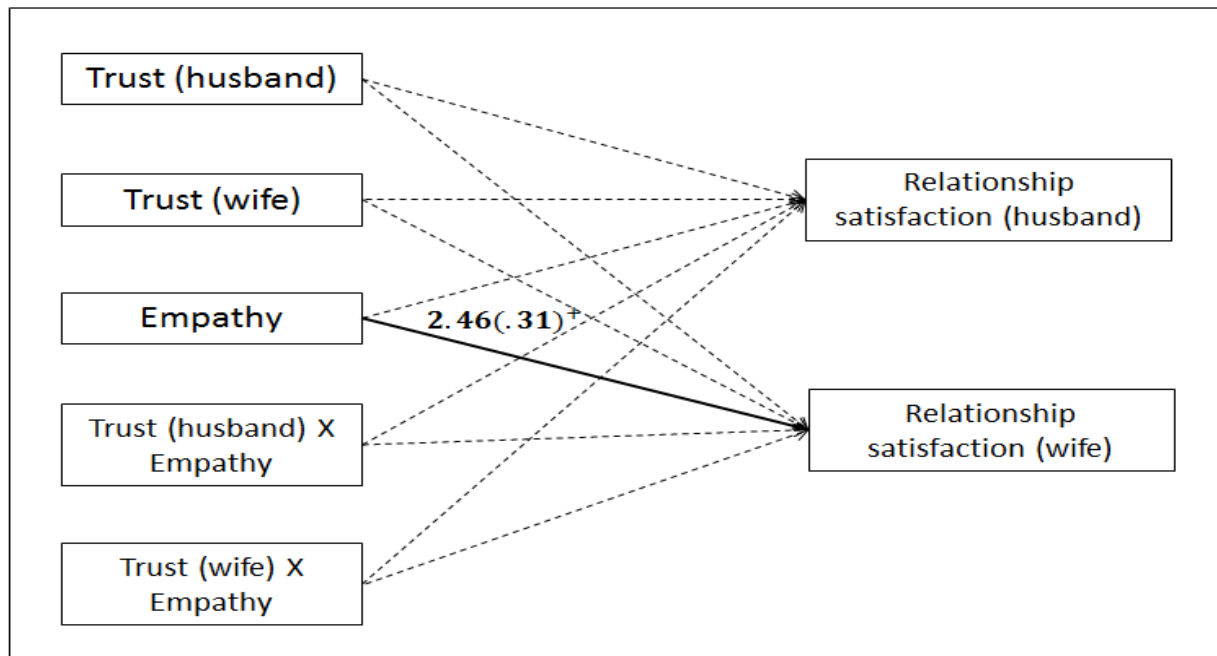 Trust (husband)
Trust (wife)
Empathy
Trust (husband) X
Empathy
Trust (wife) X
Empathy
2.46(.31)⁺
Relationship
satisfaction (husband)
Relationship
satisfaction (wife)